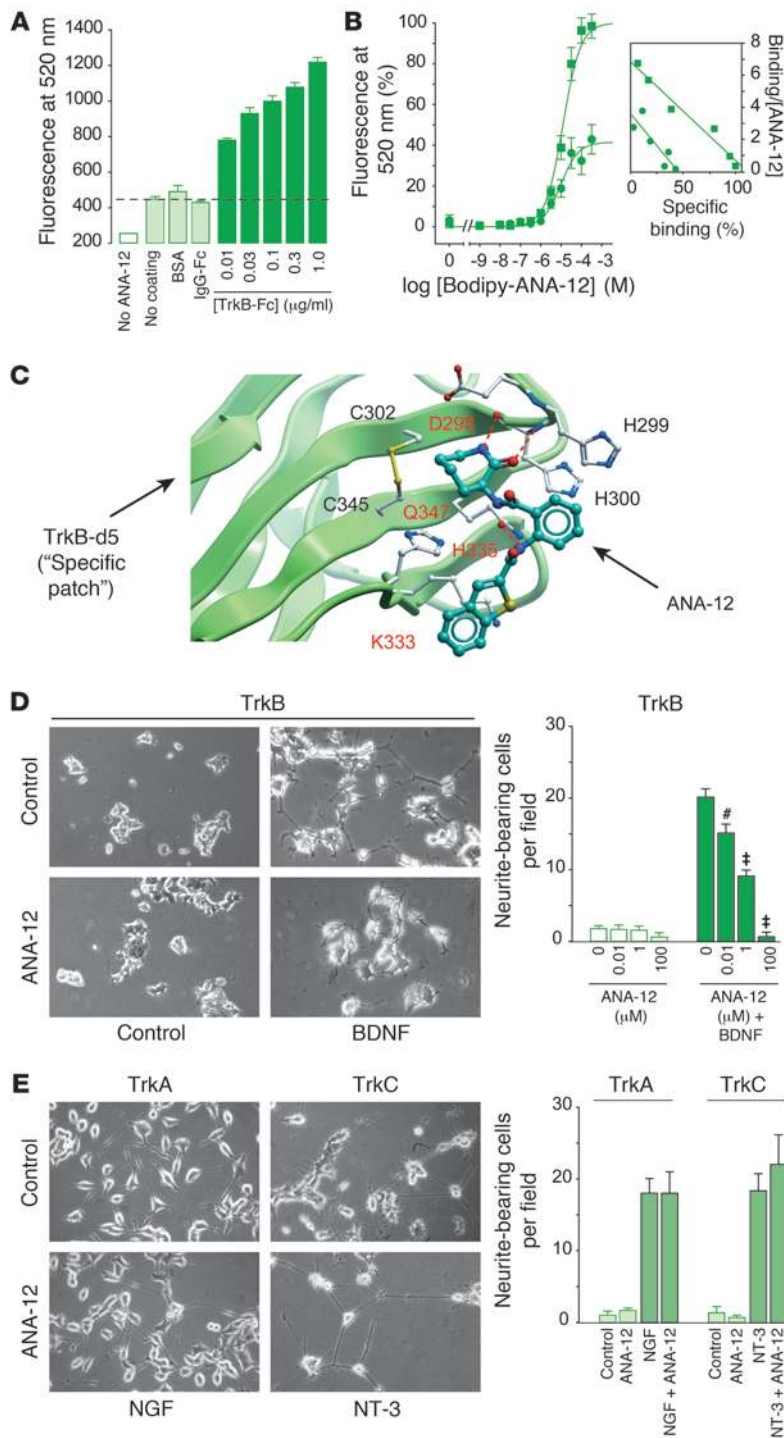 A
Fluorescence at 520 nm
1400
1200
1000
800
600
400
200
No ANA-12
No coating
BSA
IgG-Fc
0.01
0.03
0.1
0.3
1.0
[TrkB-Fc] (μg/ml)
B
Fluorescence at
520 nm (%)
100
80
60
40
20
0
0
-9
-8
-7
-6
-5
-4
-3
log [Bodipy-ANA-12] (M)
Binding/[ANA-12]
8
6
4
2
0
0
50
100
Specific
binding (%)
C
C302
D298
H299
C345
Q347
H300
H335
TrkB-d5
("Specific
patch")
ANA-12
K333
D
TrkB
Control
ANA-12
Control
BDNF
TrkB
Neurite-bearing cells
per field
30
20
10
0
#
‡
‡
0
0.01
1
100
0
0.01
1
100
ANA-12
(μM)
ANA-12
(μM) +
BDNF
E
TrkA
TrkC
Control
ANA-12
NGF
NT-3
TrkA
TrkC
Neurite-bearing cells
per field
30
20
10
0
Control
ANA-12
NGF
NGF + ANA-12
Control
ANA-12
NT-3
NT-3 + ANA-12